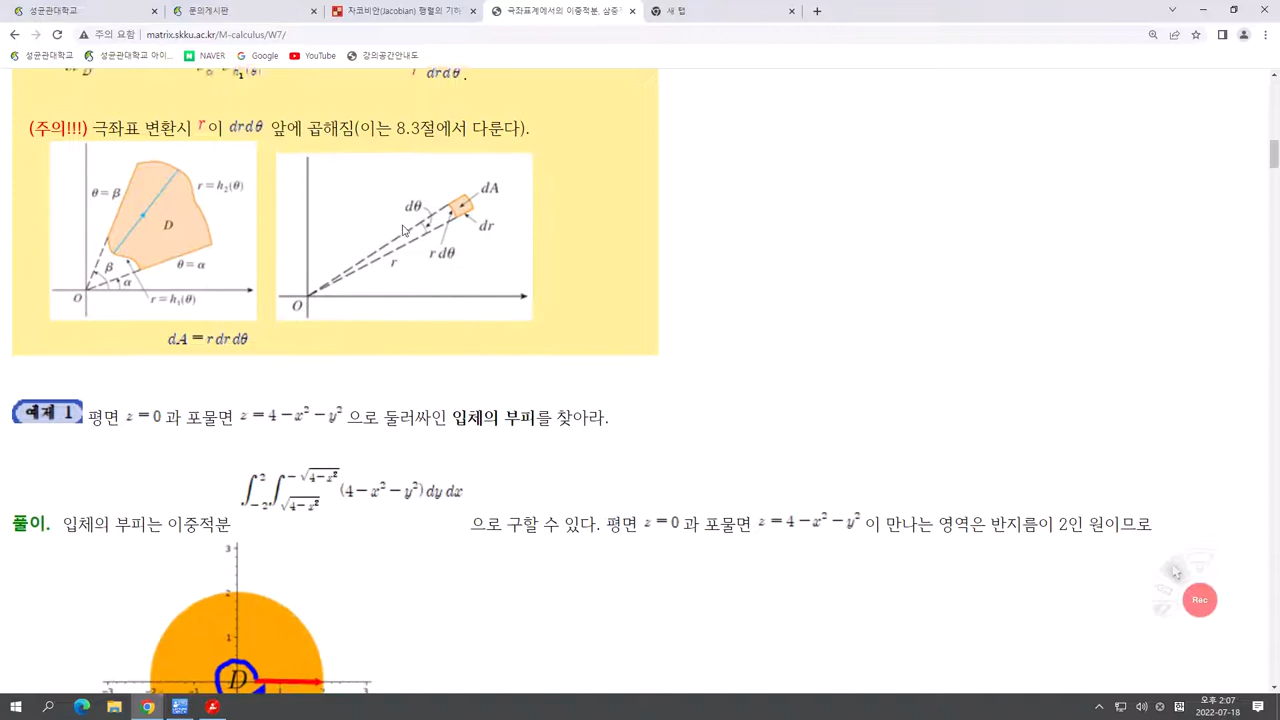 성균관대학교
문의게시판
자코비안(Jacobian) 행렬의 기하
극좌표계에서의 이중적분, 삼중
새 탭
주의 요함
matrix.skku.ac.kr/M-calculus/W7/
성균관대학교
성균관대학교 아이...
NAVER
Google
YouTube
강의공간안내도
drdθ.
(주의!!!) 극좌표 변환시 r이 drdθ 앞에 곱해짐(이는 8.3절에서 다룬다).
θ = β
r = h₂(θ)
D
θ = α
β
α
O
r = h₁(θ)
dθ
dA
dr
r dθ
r
O
dA = r dr dθ
예제 1 평면 z = 0 과 포물면 z = 4 − x² − y² 으로 둘러싸인 입체의 부피를 찾아라.
풀이. 입체의 부피는 이중적분 ∫₋₂² ∫_{√(4−x²)}^{−√(4−x²)} (4 − x² − y²) dy dx 으로 구할 수 있다. 평면 z = 0 과 포물면 z = 4 − x² − y² 이 만나는 영역은 반지름이 2인 원이므로
3
2
1
D
Rec
오후 2:07
2022-07-18